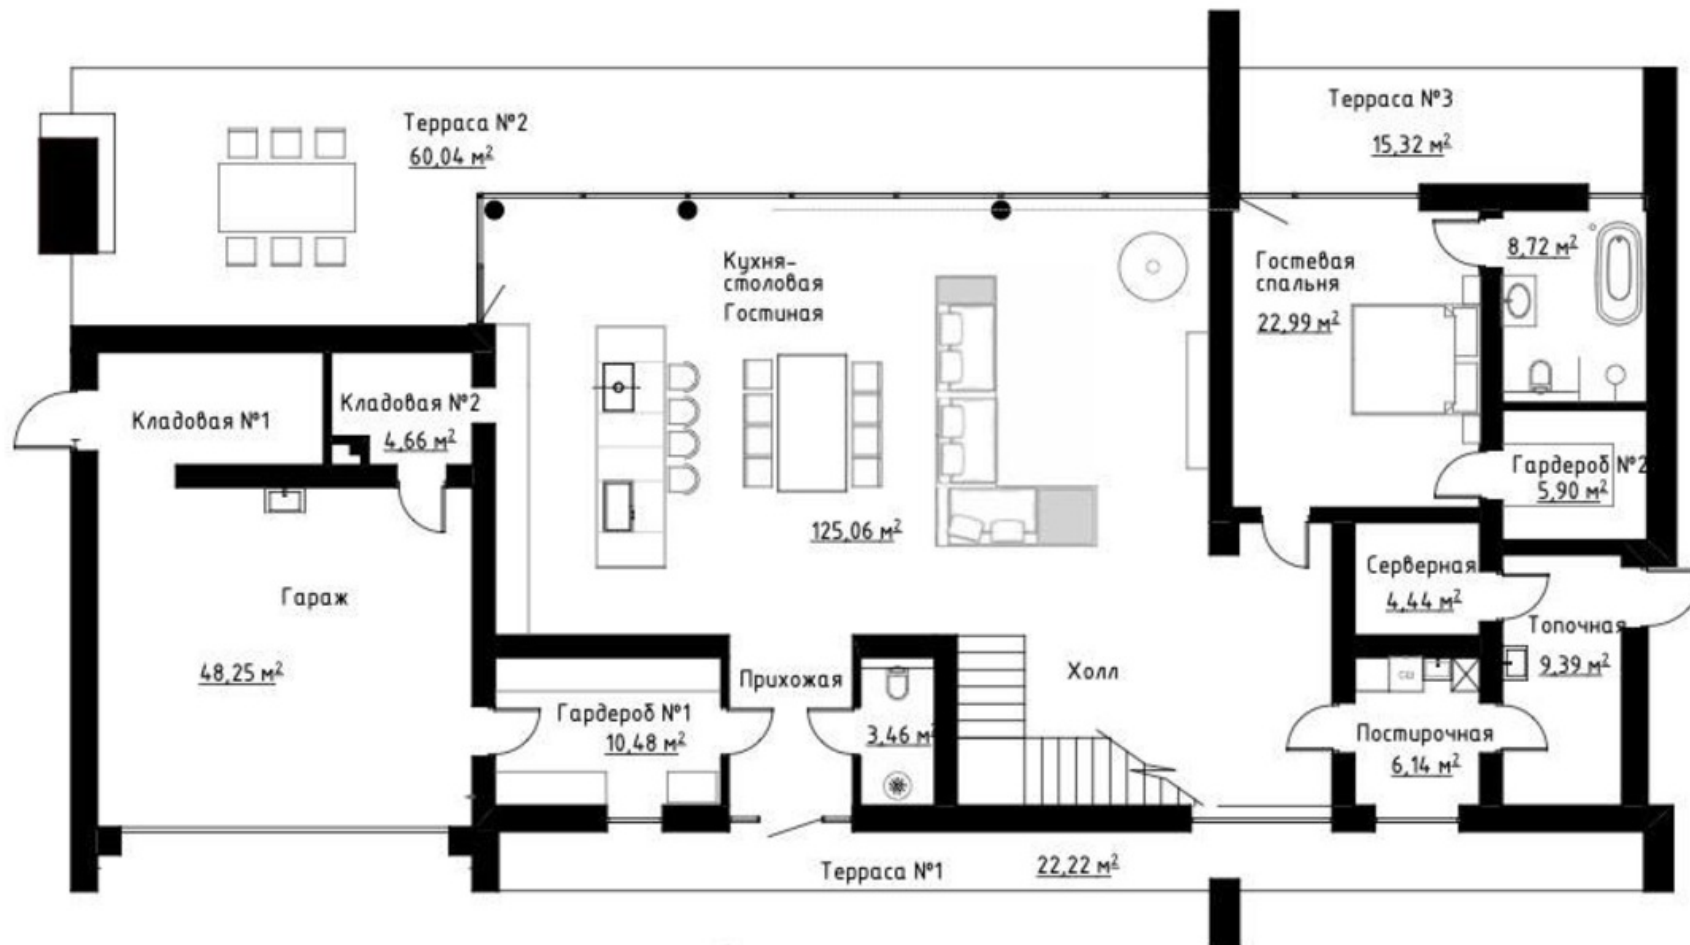 Терраса №3
15,32 м²
Терраса №2
60,04 м²
Кухня-
столовая
Гостиная
Гостевая
спальня
22,99 м²
8,72 м²
Кладовая №1
Кладовая №2
4,66 м²
Гардероб №2
5,90 м²
125,06 м²
Гараж
48,25 м²
Серверная
4,44 м²
Топочная
9,39 м²
Прихожая
Холл
Гардероб №1
10,48 м²
3,46 м²
Постирочная
6,14 м²
Терраса №1
22,22 м²